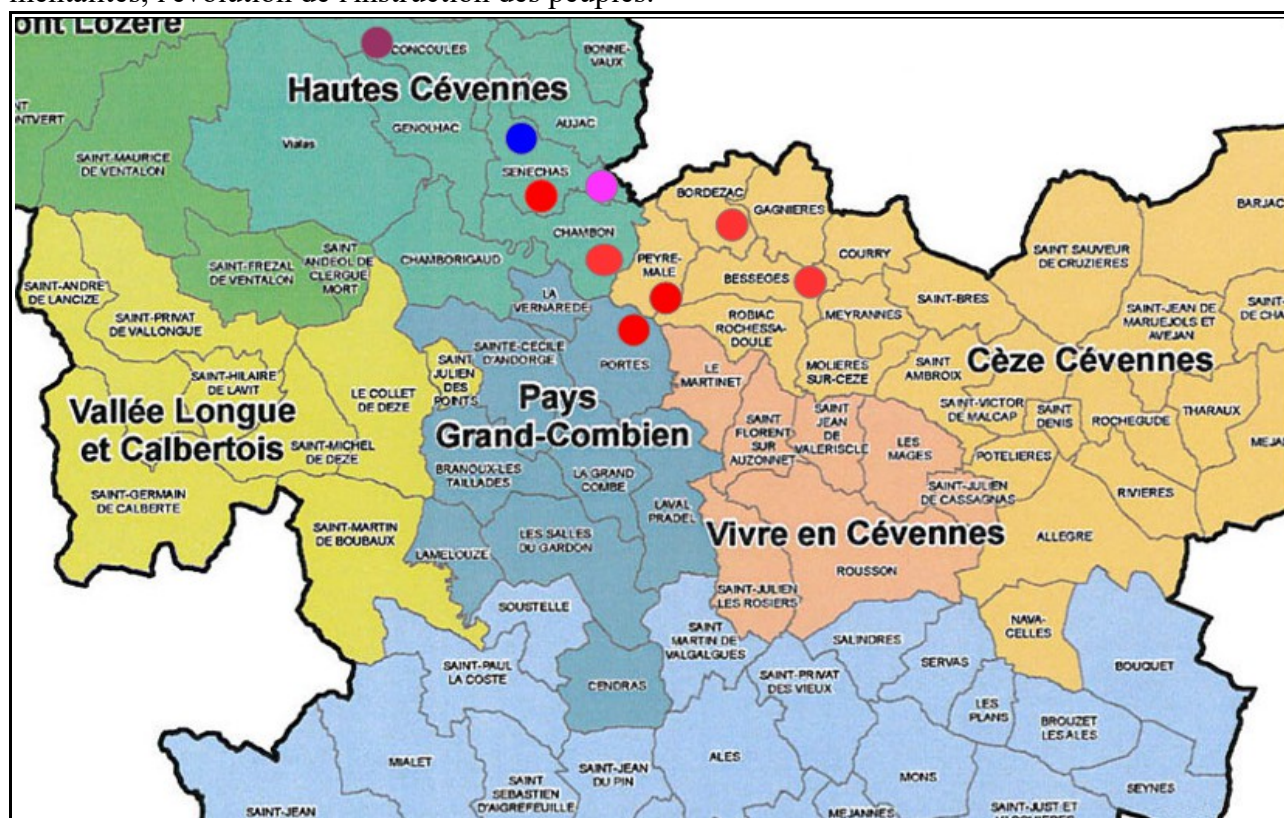 ont Lozère
CONCOULES
BONNE-
VAUX
Hautes Cévennes
NT
NTVERT
GENOLHAC
AUJAC
Vialas
SAINT-MAURICE
DE VENTALON
SENECHAS
BORDEZAC
GAGNIERES
BARJAC
CHAMBON
SAINT
ANDEOL DE
CLERGUE
MORT
SAINT-FREZAL
DE VENTALON
CHAMBORIGAUD
PEYRE-
MALE
COURRY
SAINT SAUVEUR
DE CRUZIERES
BESSEGES
SAINT-ANDRE
DE LANCIZE
LA
VERNAREDE
SAINT-BRES
SAINT-PRIVAT
DE VALLONGUE
ROBIAC
ROCHESSA-
DOULE
MEYRANNES
SAINT-JEAN DE
MARUEJOLS ET
AVEJAN
SAINT-
DE CHA
SAINTE-CECILE
D'ANDORGE
SAINT
JULIEN
DES
POINTS
PORTES
LE
MARTINET
MOLIERES
SUR-CEZE
SAINT
AMBROIX
Cèze Cévennes
SAINT-HILAIRE
DE LAVIT
LE COLLET
DE DEZE
Vallée Longue
et Calbertois
Pays
Grand-Combien
SAINT-VICTOR
DE MALCAP
SAINT
DENIS
ROCHEGUDE
THARAUX
SAINT
FLORENT
SUR
AUZONNET
SAINT
JEAN
DE
VALERISCLE
LES
MAGES
MEJA
SAINT-MICHEL
DE DEZE
POTELIERES
BRANOUX-LES
TAILLADES
LA GRAND
COMBE
SAINT-JULIEN
DE CASSAGNAS
RIVIERES
SAINT-GERMAIN
DE CALBERTE
LAVAL
PRADEL
SAINT-MARTIN
DE BOUBAUX
LES SALLES
DU GARDON
Vivre en Cévennes
ALLEGRE
LAMELOUZE
ROUSSON
SAINT-JULIEN
LES ROSIERS
SOUSTELLE
NAVA-
CELLES
SAINT
MARTIN DE
VALGALGUES
SALINDRES
SERVAS
BOUQUET
SAINT-PAUL
LA COSTE
CENDRAS
SAINT-PRIVAT
DES VIEUX
LES
PLANS
BROUZET
LES ALES
MIALET
ALES
SAINT-JEAN
DU PIN
MONS
SAINT
SEBASTIEN
D'AIGREFEUILLE
SEYNES
SAINT-JEAN
MEJANNES
SAINT-JUST ET